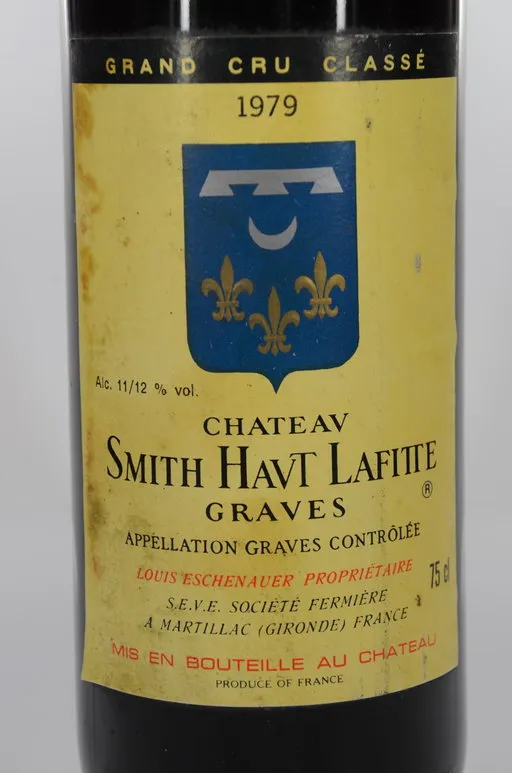 GRAND CRU CLASSÉ
1979
Alc. 11/12 % vol.
CHATEAV
SMITH HAVT LAFITTE
®
GRAVES
APPELLATION GRAVES CONTRÔLÉE
LOUIS ESCHENAUER PROPRIÉTAIRE
75 cl
S.E.V.E. SOCIÉTÉ FERMIÈRE
A MARTILLAC (GIRONDE) FRANCE
MIS EN BOUTEILLE AU CHATEAU
PRODUCE OF FRANCE